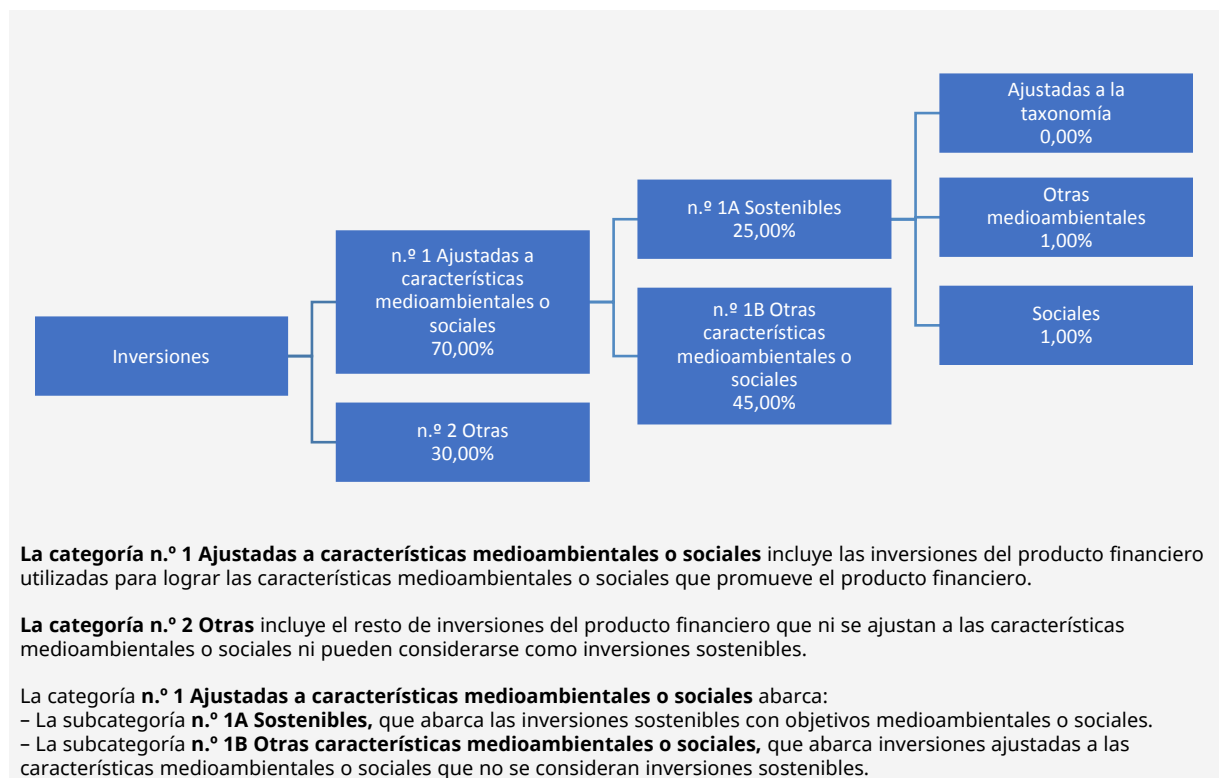 Inversiones
n.º 1 Ajustadas a
características
medioambientales o
sociales
70,00%
n.º 2 Otras
30,00%
n.º 1A Sostenibles
25,00%
n.º 1B Otras
características
medioambientales o
sociales
45,00%
Ajustadas a la
taxonomía
0,00%
Otras
medioambientales
1,00%
Sociales
1,00%
La categoría n.º 1 Ajustadas a características medioambientales o sociales incluye las inversiones del producto financiero
utilizadas para lograr las características medioambientales o sociales que promueve el producto financiero.
La categoría n.º 2 Otras incluye el resto de inversiones del producto financiero que ni se ajustan a las características
medioambientales o sociales ni pueden considerarse como inversiones sostenibles.
La categoría n.º 1 Ajustadas a características medioambientales o sociales abarca:
– La subcategoría n.º 1A Sostenibles, que abarca las inversiones sostenibles con objetivos medioambientales o sociales.
– La subcategoría n.º 1B Otras características medioambientales o sociales, que abarca inversiones ajustadas a las
características medioambientales o sociales que no se consideran inversiones sostenibles.